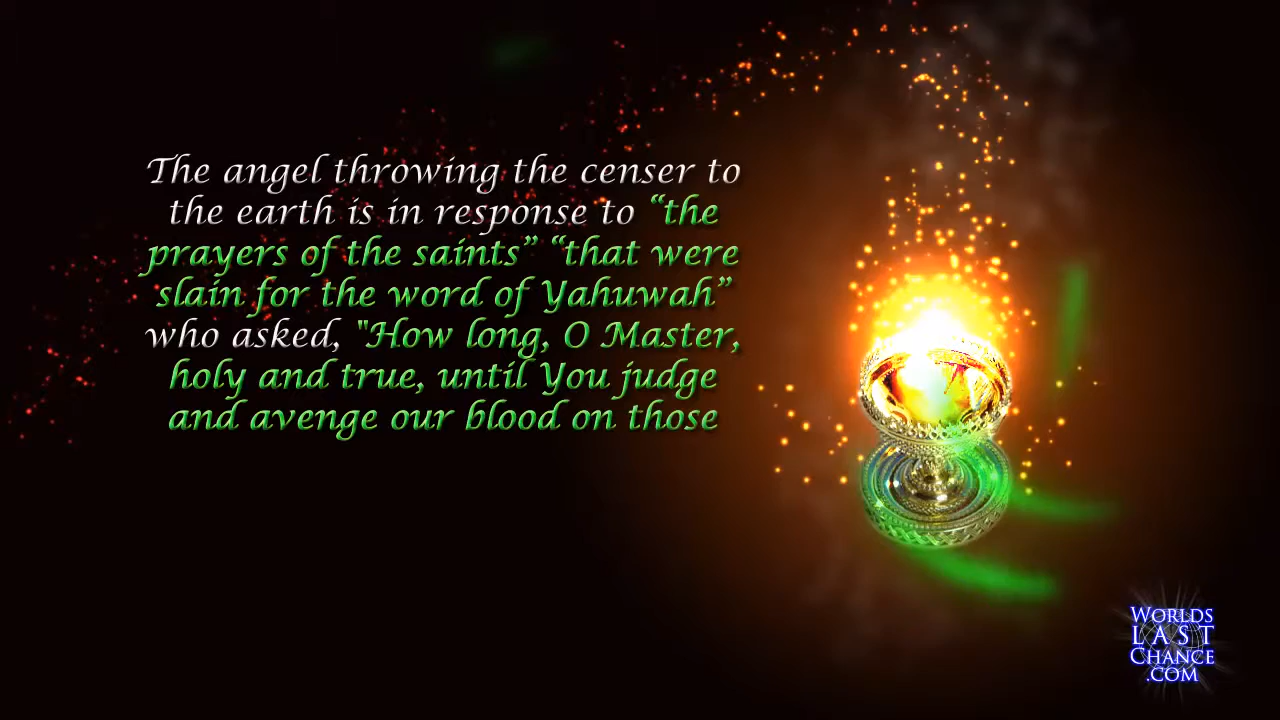 The angel throwing the censer to
the earth is in response to “the
prayers of the saints” “that were
slain for the word of Yahuwah”
who asked, "How long, O Master,
holy and true, until You judge
and avenge our blood on those
WORLDS
LAST
CHANCE
.COM